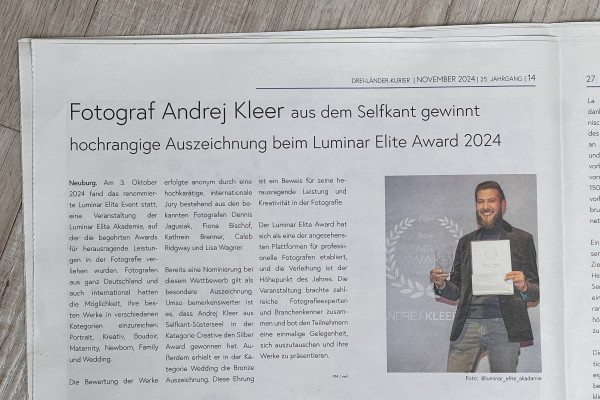 DREI-LÄNDER-KURIER | NOVEMBER 2024 | 25. JAHRGANG | 14
Fotograf Andrej Kleer aus dem Selfkant gewinnt
hochrangige Auszeichnung beim Luminar Elite Award 2024
Neuburg. Am 3. Oktober
2024 fand das renommier-
te Luminar Elite Event statt,
eine Veranstaltung der
Luminar Elite Akademie, auf
der die begehrten Awards
für herausragende Leistun-
gen in der Fotografie ver-
liehen wurden. Fotografen
aus ganz Deutschland und
auch international hatten
die Möglichkeit, ihre bes-
ten Werke in verschiedenen
Kategorien einzureichen:
Portrait, Kreativ, Boudoir,
Maternity, Newborn, Family
und Wedding.
Die Bewertung der Werke
erfolgte anonym durch eine
hochkarätige, internationale
Jury bestehend aus den be-
kannten Fotografen Dennis
Jagusiak, Fiona Bischof,
Kathrein Brenner, Caleb
Ridgway und Lisa Wagner.
Bereits eine Nominierung bei
diesem Wettbewerb gilt als
besondere Auszeichnung.
Umso bemerkenswerter ist
es, dass Andrej Kleer aus
Selfkant-Süsterseel in der
Kategorie Creative den Silber
Award gewonnen hat. Au-
ßerdem erhielt er in der Ka-
tegorie Wedding die Bronze
Auszeichnung. Diese Ehrung
ist ein Beweis für seine he-
rausragende Leistung und
Kreativität in der Fotografie.
Der Luminar Elite Award hat
sich als eine der angesehens-
ten Plattformen für professi-
onelle Fotografen etabliert,
und die Verleihung ist der
Höhepunkt des Jahres. Die
Veranstaltung brachte zahl-
reiche Fotografieexperten
und Branchenkenner zusam-
men und bot den Teilnehmern
eine einmalige Gelegenheit,
sich auszutauschen und ihre
Werke zu präsentieren.
PM / red.
ANDREJ KLEER
Foto: @luminar_elite_akademie
27